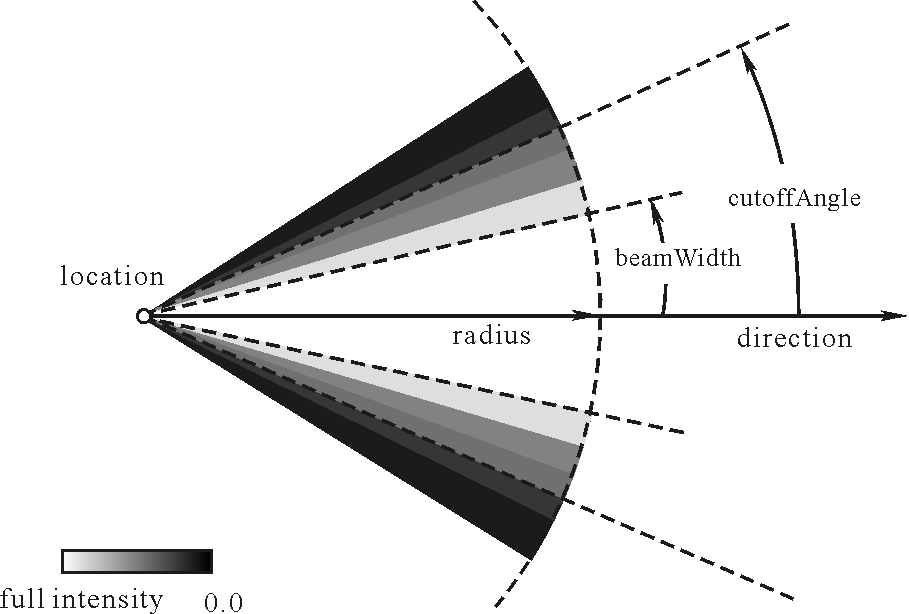 cutoffAngle
beamWidth
location
radius
direction
full intensity
0.0